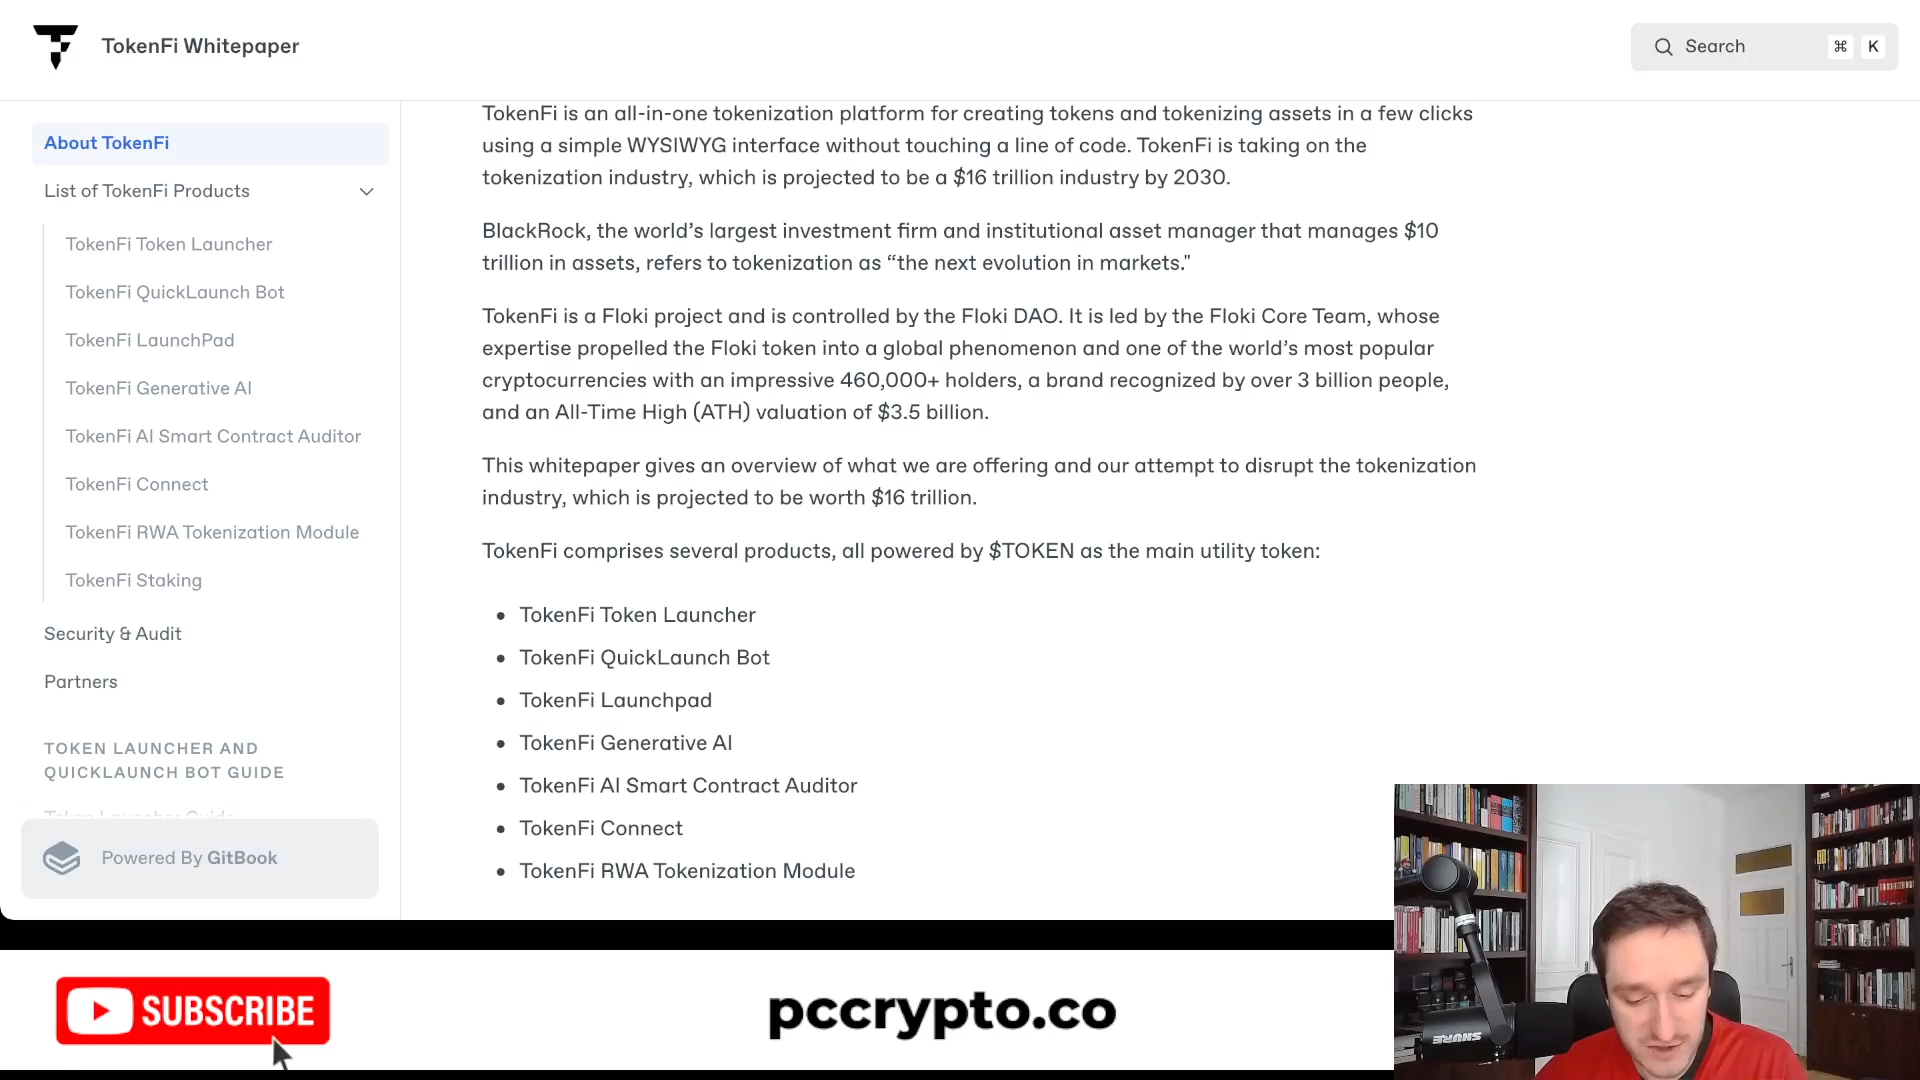 TokenFi Whitepaper
Search ⌘ K
About TokenFi
List of TokenFi Products
TokenFi Token Launcher
TokenFi QuickLaunch Bot
TokenFi LaunchPad
TokenFi Generative AI
TokenFi AI Smart Contract Auditor
TokenFi Connect
TokenFi RWA Tokenization Module
TokenFi Staking
Security & Audit
Partners
TOKEN LAUNCHER AND
QUICKLAUNCH BOT GUIDE
Token Launcher Guide
Powered By GitBook
TokenFi is an all-in-one tokenization platform for creating tokens and tokenizing assets in a few clicks
using a simple WYSIWYG interface without touching a line of code. TokenFi is taking on the
tokenization industry, which is projected to be a $16 trillion industry by 2030.
BlackRock, the world’s largest investment firm and institutional asset manager that manages $10
trillion in assets, refers to tokenization as “the next evolution in markets."
TokenFi is a Floki project and is controlled by the Floki DAO. It is led by the Floki Core Team, whose
expertise propelled the Floki token into a global phenomenon and one of the world’s most popular
cryptocurrencies with an impressive 460,000+ holders, a brand recognized by over 3 billion people,
and an All-Time High (ATH) valuation of $3.5 billion.
This whitepaper gives an overview of what we are offering and our attempt to disrupt the tokenization
industry, which is projected to be worth $16 trillion.
TokenFi comprises several products, all powered by $TOKEN as the main utility token:
• TokenFi Token Launcher
• TokenFi QuickLaunch Bot
• TokenFi Launchpad
• TokenFi Generative AI
• TokenFi AI Smart Contract Auditor
• TokenFi Connect
• TokenFi RWA Tokenization Module
SUBSCRIBE
pccrypto.co
SHURE